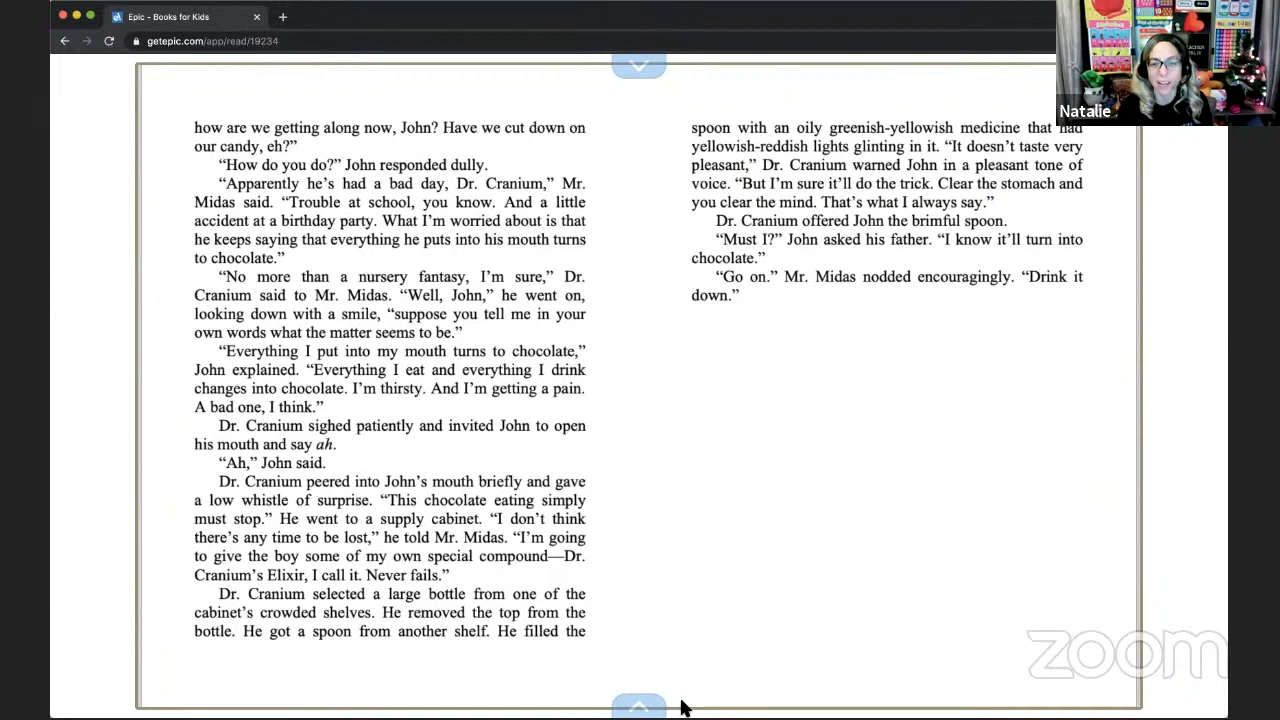 Epic - Books for Kids
getepic.com/app/read/19234
Natalie
how are we getting along now, John? Have we cut down on
our candy, eh?”
“How do you do?” John responded dully.
“Apparently he’s had a bad day, Dr. Cranium,” Mr.
Midas said. “Trouble at school, you know. And a little
accident at a birthday party. What I’m worried about is that
he keeps saying that everything he puts into his mouth turns
to chocolate.”
“No more than a nursery fantasy, I’m sure,” Dr.
Cranium said to Mr. Midas. “Well, John,” he went on,
looking down with a smile, “suppose you tell me in your
own words what the matter seems to be.”
“Everything I put into my mouth turns to chocolate,”
John explained. “Everything I eat and everything I drink
changes into chocolate. I’m thirsty. And I’m getting a pain.
A bad one, I think.”
Dr. Cranium sighed patiently and invited John to open
his mouth and say ah.
“Ah,” John said.
Dr. Cranium peered into John’s mouth briefly and gave
a low whistle of surprise. “This chocolate eating simply
must stop.” He went to a supply cabinet. “I don’t think
there’s any time to be lost,” he told Mr. Midas. “I’m going
to give the boy some of my own special compound—Dr.
Cranium’s Elixir, I call it. Never fails.”
Dr. Cranium selected a large bottle from one of the
cabinet’s crowded shelves. He removed the top from the
bottle. He got a spoon from another shelf. He filled the
spoon with an oily greenish-yellowish medicine that had
yellowish-reddish lights glinting in it. “It doesn’t taste very
pleasant,” Dr. Cranium warned John in a pleasant tone of
voice. “But I’m sure it’ll do the trick. Clear the stomach and
you clear the mind. That’s what I always say.”
Dr. Cranium offered John the brimful spoon.
“Must I?” John asked his father. “I know it’ll turn into
chocolate.”
“Go on.” Mr. Midas nodded encouragingly. “Drink it
down.”
zoom